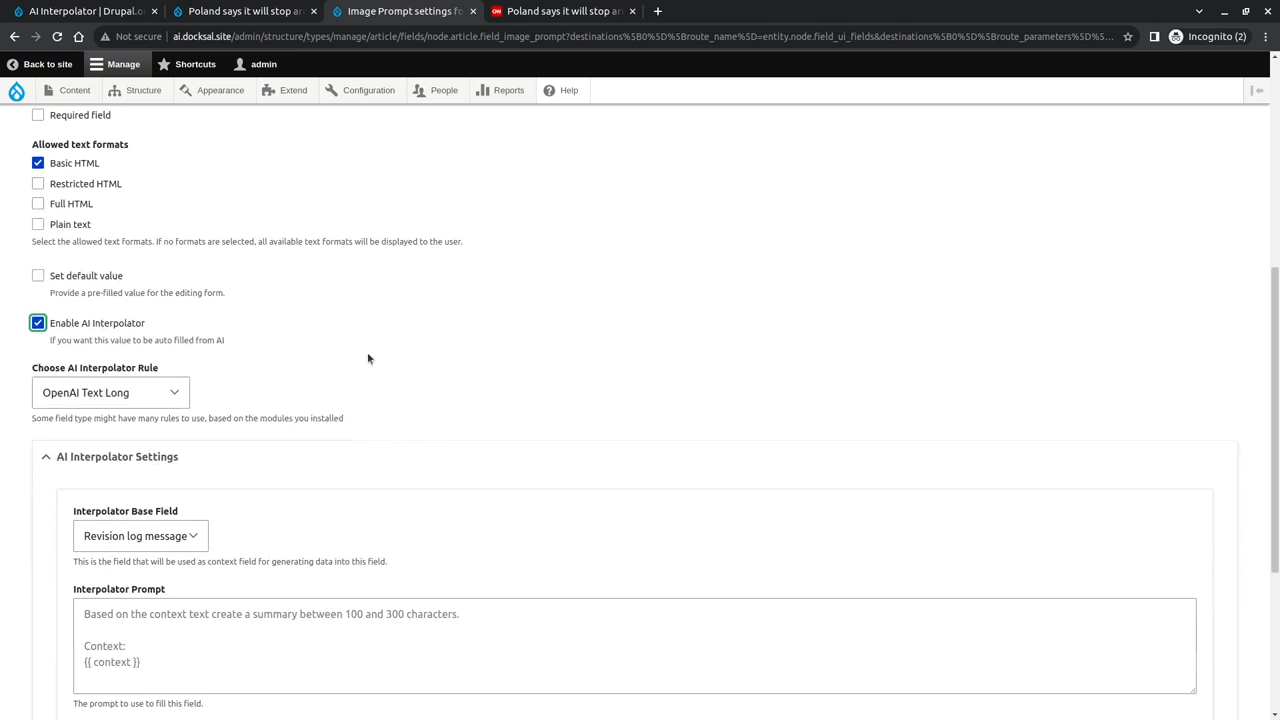 AI Interpolator | Drupal.or
Poland says it will stop ar
Image Prompt settings fo
Poland says it will stop arr
Not secure
ai.docksal.site/admin/structure/types/manage/article/fields/node.article.field_image_prompt?destinations%5B0%5D%5Broute_name%5D=entity.node.field_ui_fields&destinations%5B0%5D%5Broute_parameters%5D%5...
Incognito (2)
Back to site
Manage
Shortcuts
admin
Content
Structure
Appearance
Extend
Configuration
People
Reports
Help
Required field
Allowed text formats
Basic HTML
Restricted HTML
Full HTML
Plain text
Select the allowed text formats. If no formats are selected, all available text formats will be displayed to the user.
Set default value
Provide a pre-filled value for the editing form.
Enable AI Interpolator
If you want this value to be auto filled from AI
Choose AI Interpolator Rule
OpenAI Text Long
Some field type might have many rules to use, based on the modules you installed
AI Interpolator Settings
Interpolator Base Field
Revision log message
This is the field that will be used as context field for generating data into this field.
Interpolator Prompt
Based on the context text create a summary between 100 and 300 characters.
Context:
{{ context }}
The prompt to use to fill this field.